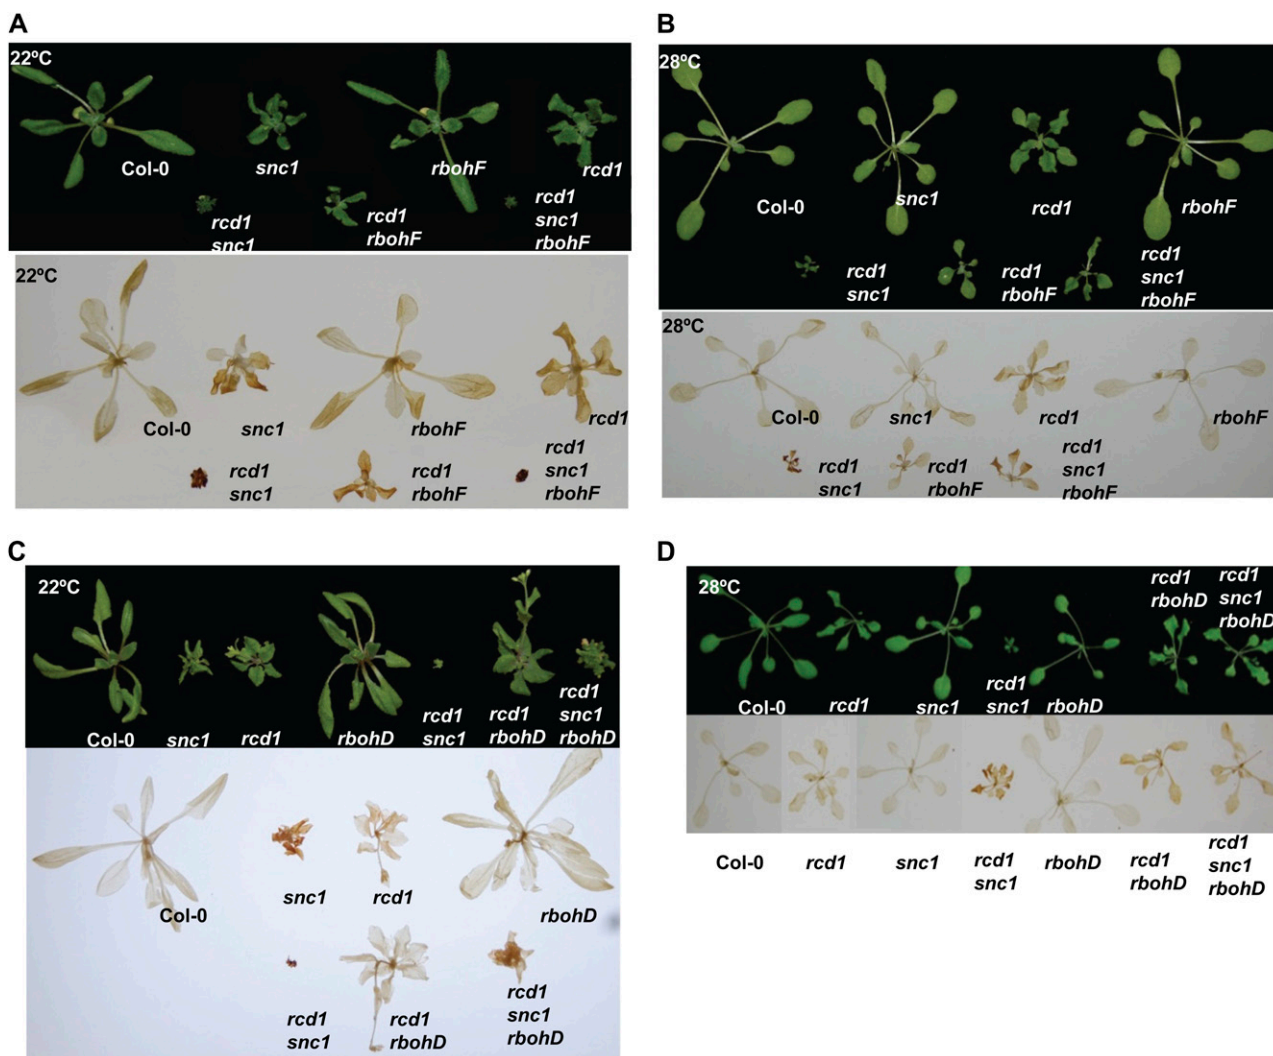 A
22ºC
Col-0
snc1
rbohF
rcd1
rcd1
snc1
rcd1
rbohF
rcd1
snc1
rbohF
22ºC
Col-0
snc1
rbohF
rcd1
rcd1
snc1
rcd1
rbohF
rcd1
snc1
rbohF
B
28ºC
Col-0
snc1
rcd1
rbohF
rcd1
snc1
rcd1
rbohF
rcd1
snc1
rbohF
28ºC
Col-0
snc1
rcd1
rbohF
rcd1
snc1
rcd1
rbohF
rcd1
snc1
rbohF
C
22ºC
Col-0
snc1
rcd1
rbohD
rcd1
snc1
rcd1
rbohD
rcd1
snc1
rbohD
Col-0
snc1
rcd1
rbohD
rcd1
snc1
rcd1
rbohD
rcd1
snc1
rbohD
D
28ºC
Col-0
rcd1
snc1
rcd1
snc1
rbohD
rcd1
rbohD
rcd1
snc1
rbohD
Col-0
rcd1
snc1
rcd1
snc1
rbohD
rcd1
rbohD
rcd1
snc1
rbohD